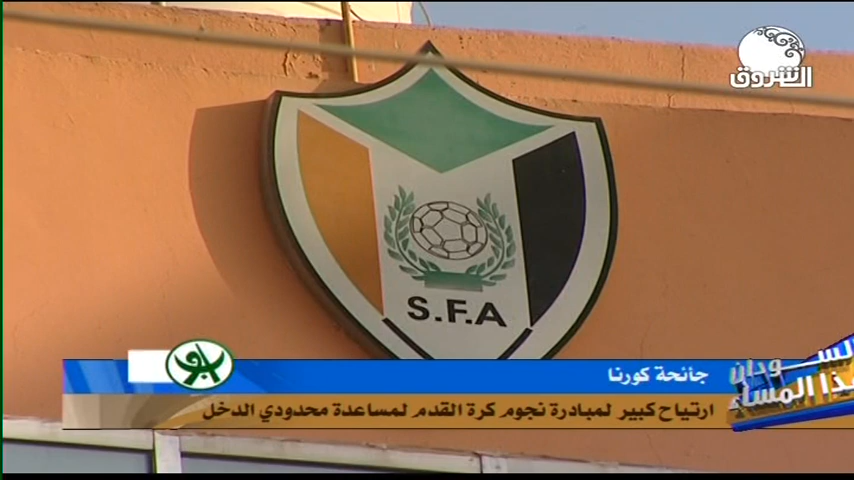 الشروق
S.F.A
جائحة كورنا
ارتياح كبير لمبادرة نجوم كرة القدم لمساعدة محدودي الدخل
السودان
هذا المساء